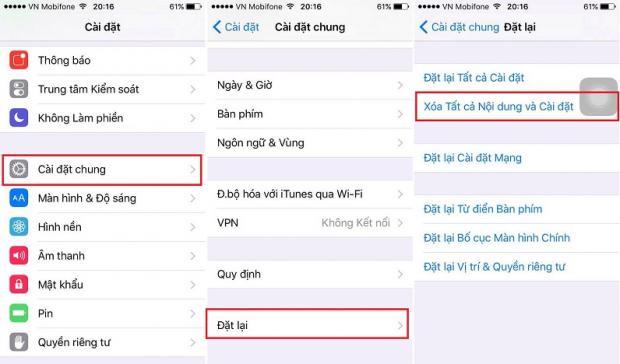 VN Mobifone 20:16 61%
Cài đặt
Thông báo
Trung tâm Kiểm soát
Không Làm phiền
Cài đặt chung
AA Màn hình & Độ sáng
Hình nền
Âm thanh
Mật khẩu
Pin
Quyền riêng tư
VN Mobifone 20:16 61%
Cài đặt Cài đặt chung
Ngày & Giờ
Bàn phím
Ngôn ngữ & Vùng
Đ.bộ hóa với iTunes qua Wi-Fi
VPN Không Kết nối
Quy định
Đặt lại
VN Mobifone 20:16 61%
Cài đặt chung Đặt lại
Đặt lại Tất cả Cài đặt
Xóa Tất cả Nội dung và Cài đặt
Đặt lại Cài đặt Mạng
Đặt lại Từ điển Bàn phím
Đặt lại Bố cục Màn hình Chính
Đặt lại Vị trí & Quyền riêng tư